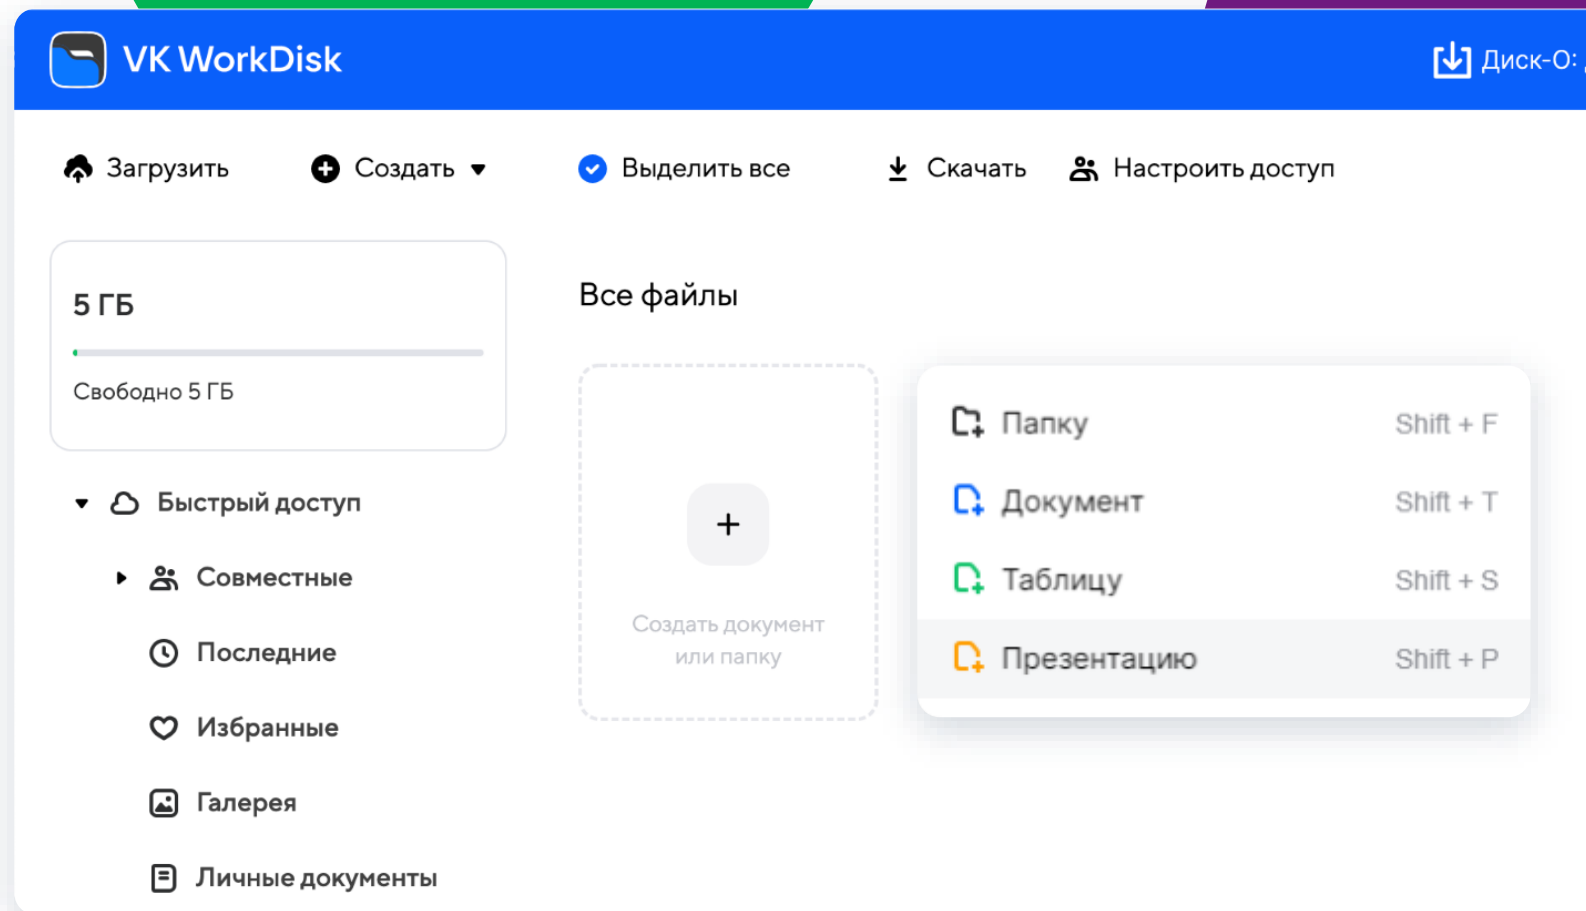 VK WorkDisk
Диск-О:
Загрузить
Создать
Выделить все
Скачать
Настроить доступ
5 ГБ
Свободно 5 ГБ
Быстрый доступ
Совместные
Последние
Избранные
Галерея
Личные документы
Все файлы
Создать документ
или папку
Папку Shift + F
Документ Shift + T
Таблицу Shift + S
Презентацию Shift + P